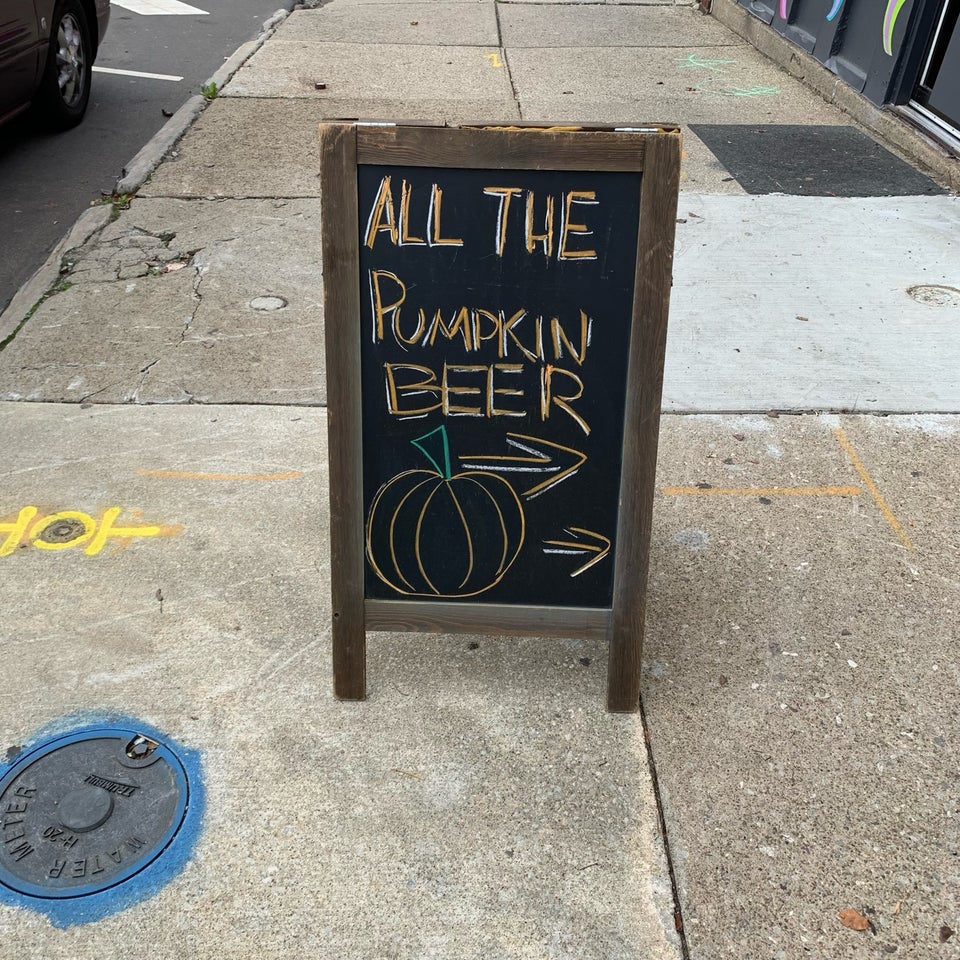 ALL THE
PUMPKIN
BEER
WATER METER
H-20